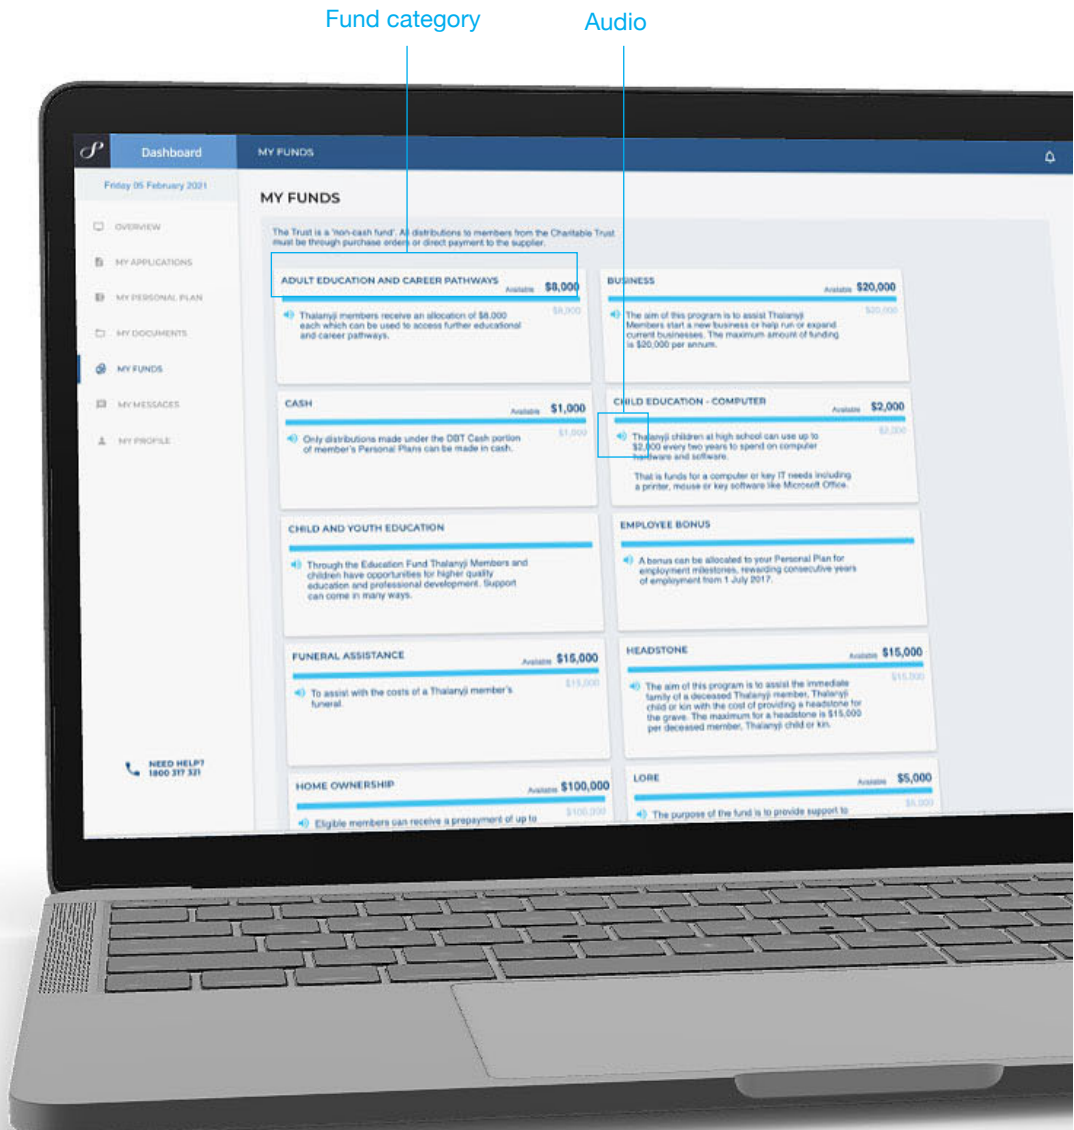 Fund category
Audio
Dashboard
MY FUNDS
Friday 05 February 2021
MY FUNDS
OVERVIEW
MY APPLICATIONS
MY PERSONAL PLAN
MY DOCUMENTS
MY FUNDS
MY MESSAGES
MY PROFILE
NEED HELP?
1800 317 321
The Trust is a 'non-cash fund'. All distributions to members from the Charitable Trust
must be through purchase orders or direct payment to the supplier.
ADULT EDUCATION AND CAREER PATHWAYS Available $8,000
$8,000
Thalanyji members receive an allocation of $8,000
each which can be used to access further educational
and career pathways.
BUSINESS Available $20,000
$20,000
The aim of this program is to assist Thalanyji
Members start a new business or help run or expand
current businesses. The maximum amount of funding
is $20,000 per annum.
CASH Available $1,000
$1,000
Only distributions made under the DBT Cash portion
of member's Personal Plans can be made in cash.
CHILD EDUCATION - COMPUTER Available $2,000
$2,000
Thalanyji children at high school can use up to
$2,000 every two years to spend on computer
hardware and software.
That is funds for a computer or key IT needs including
a printer, mouse or key software like Microsoft Office.
CHILD AND YOUTH EDUCATION
Through the Education Fund Thalanyji Members and
children have opportunities for higher quality
education and professional development. Support
can come in many ways.
EMPLOYEE BONUS
A bonus can be allocated to your Personal Plan for
employment milestones, rewarding consecutive years
of employment from 1 July 2017.
FUNERAL ASSISTANCE Available $15,000
$15,000
To assist with the costs of a Thalanyji member's
funeral.
HEADSTONE Available $15,000
$15,000
The aim of this program is to assist the immediate
family of a deceased Thalanyji member, Thalanyji
child or kin with the cost of providing a headstone for
the grave. The maximum for a headstone is $15,000
per deceased member, Thalanyji child or kin.
HOME OWNERSHIP Available $100,000
$100,000
Eligible members can receive a prepayment of up to
LORE Available $5,000
$5,000
The purpose of the fund is to provide support to